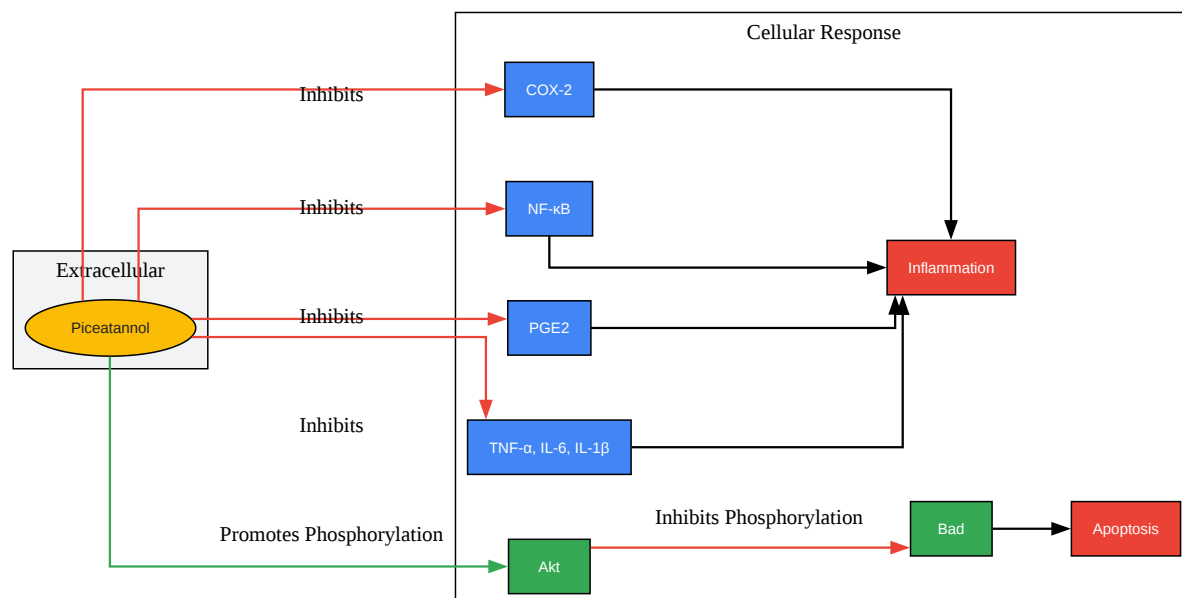 Cellular Response
Inhibits
COX-2
Inhibits
NF-κB
Extracellular
Inflammation
Piceatannol
Inhibits
PGE2
Inhibits
TNF-α, IL-6, IL-1β
Promotes Phosphorylation
Inhibits Phosphorylation
Akt
Bad
Apoptosis